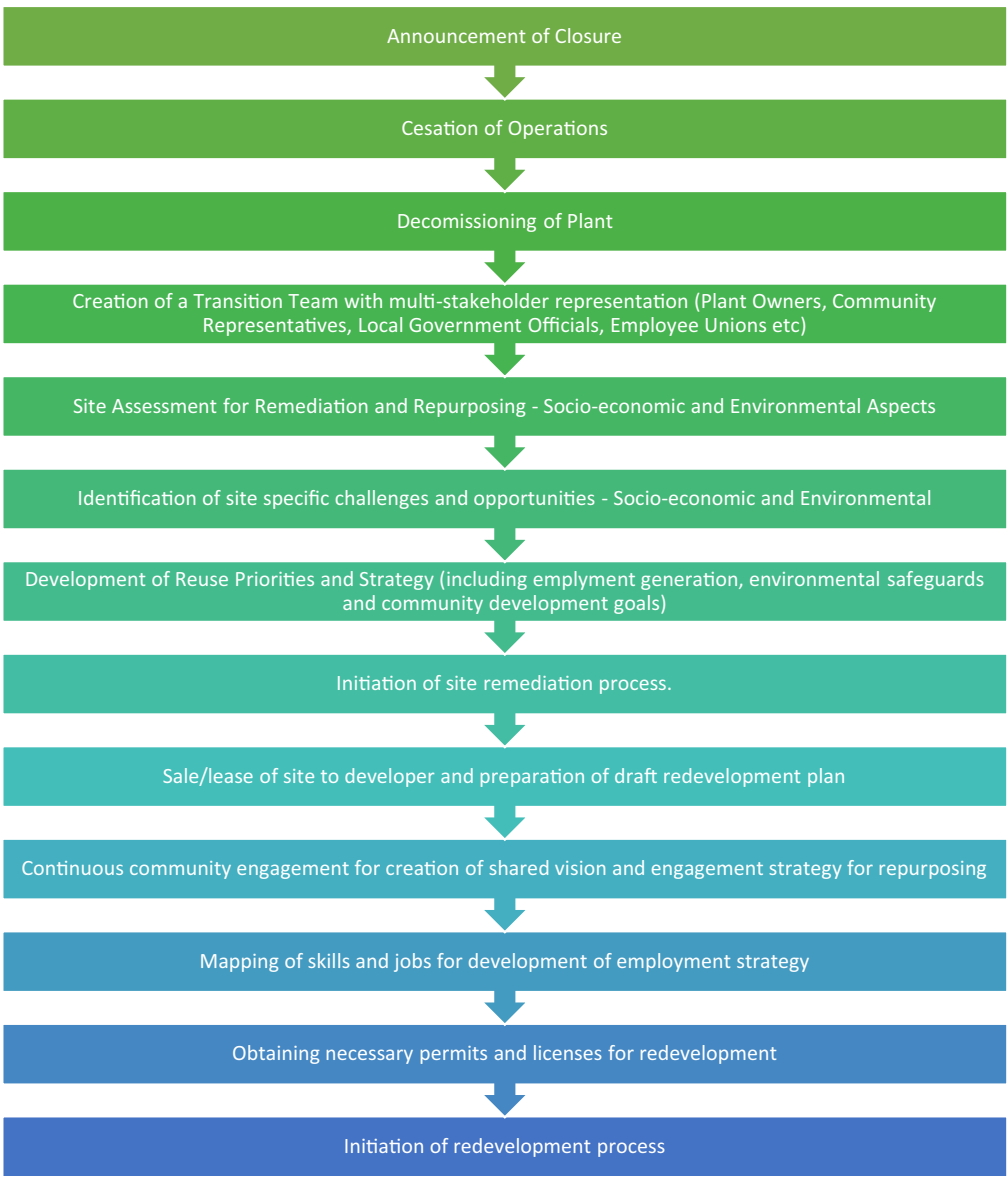 Announcement of Closure
Cesation of Operations
Decomissioning of Plant
Creation of a Transition Team with multi-stakeholder representation (Plant Owners, Community
Representatives, Local Government Officials, Employee Unions etc)
Site Assessment for Remediation and Repurposing - Socio-economic and Environmental Aspects
Identification of site specific challenges and opportunities - Socio-economic and Environmental
Development of Reuse Priorities and Strategy (including emplyment generation, environmental safeguards
and community development goals)
Initiation of site remediation process.
Sale/lease of site to developer and preparation of draft redevelopment plan
Continuous community engagement for creation of shared vision and engagement strategy for repurposing
Mapping of skills and jobs for development of employment strategy
Obtaining necessary permits and licenses for redevelopment
Initiation of redevelopment process